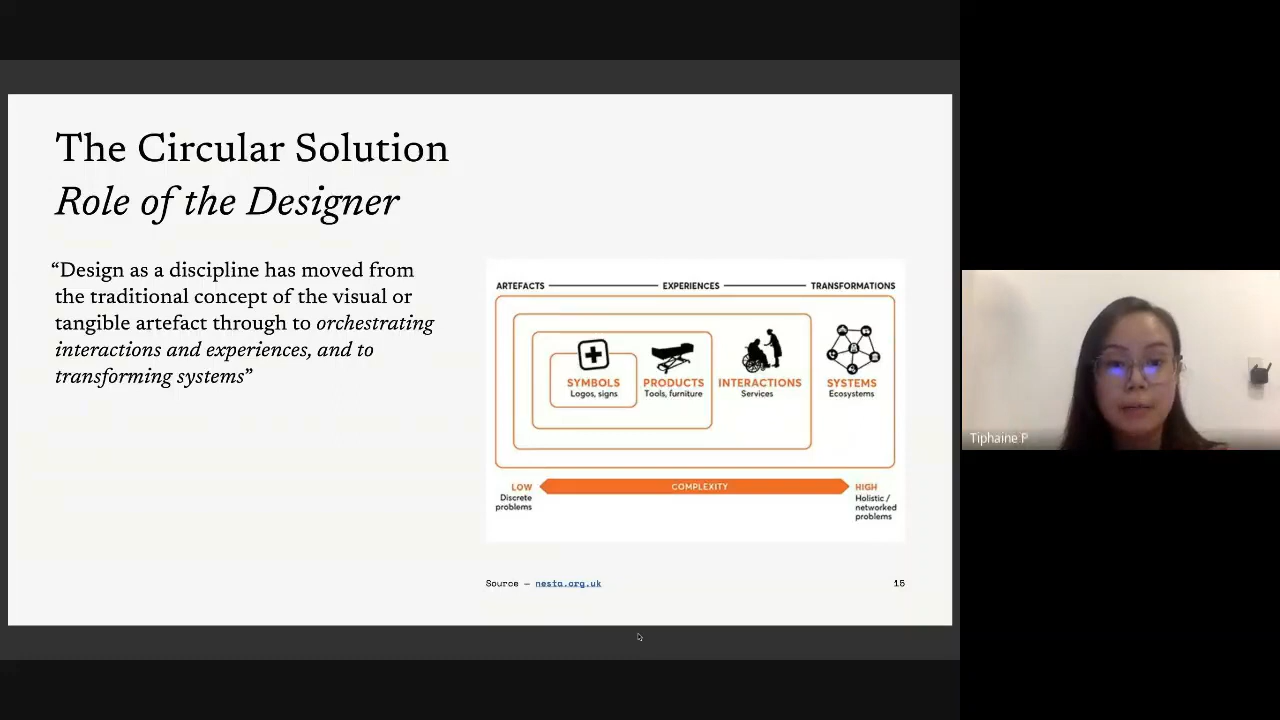 The Circular Solution
Role of the Designer
“Design as a discipline has moved from
the traditional concept of the visual or
tangible artefact through to orchestrating
interactions and experiences, and to
transforming systems”
ARTEFACTS EXPERIENCES TRANSFORMATIONS
SYMBOLS PRODUCTS INTERACTIONS SYSTEMS
Logos, signs Tools, furniture Services Ecosystems
LOW COMPLEXITY HIGH
Discrete
problems
Holistic /
networked
problems
Source — nesta.org.uk
15
Tiphaine P